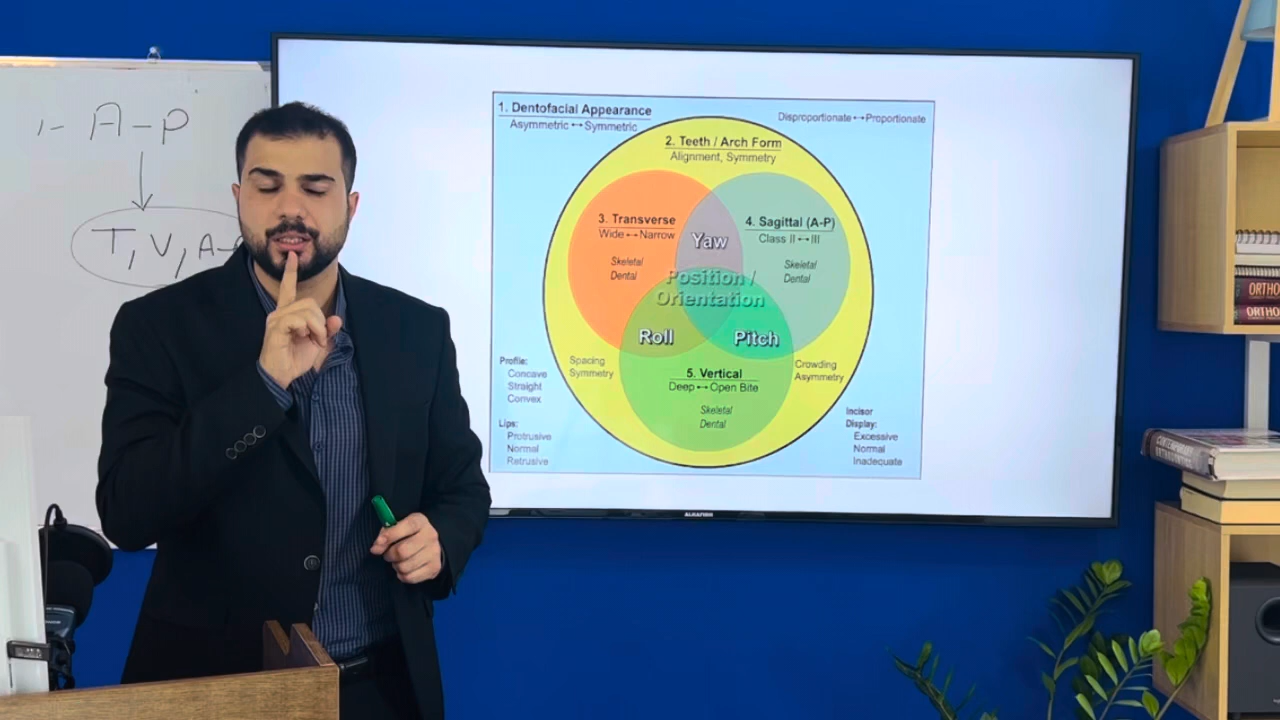 1- A-P
T, V, A-
1. Dentofacial Appearance
Asymmetric ↔ Symmetric
Disproportionate ↔ Proportionate
2. Teeth / Arch Form
Alignment, Symmetry
3. Transverse
Wide ↔ Narrow
Skeletal
Dental
Yaw
4. Sagittal (A-P)
Class II ↔ III
Skeletal
Dental
Position /
Orientation
Roll
Pitch
5. Vertical
Deep ↔ Open Bite
Skeletal
Dental
Spacing
Symmetry
Crowding
Asymmetry
Profile:
Concave
Straight
Convex
Lips:
Protrusive
Normal
Retrusive
Incisor
Display:
Excessive
Normal
Inadequate
ORTHO
ORTHO
CONTEMPORARY